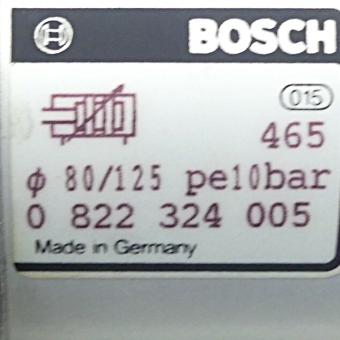 BOSCH
015
465
φ 80/125 pe10bar
0 822 324 005
Made in Germany